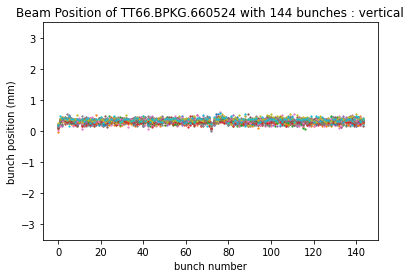 Beam Position of TT66.BPKG.660524 with 144 bunches : vertical
3
2
1
0
−1
−2
−3
bunch position (mm)
0 20 40 60 80 100 120 140
bunch number